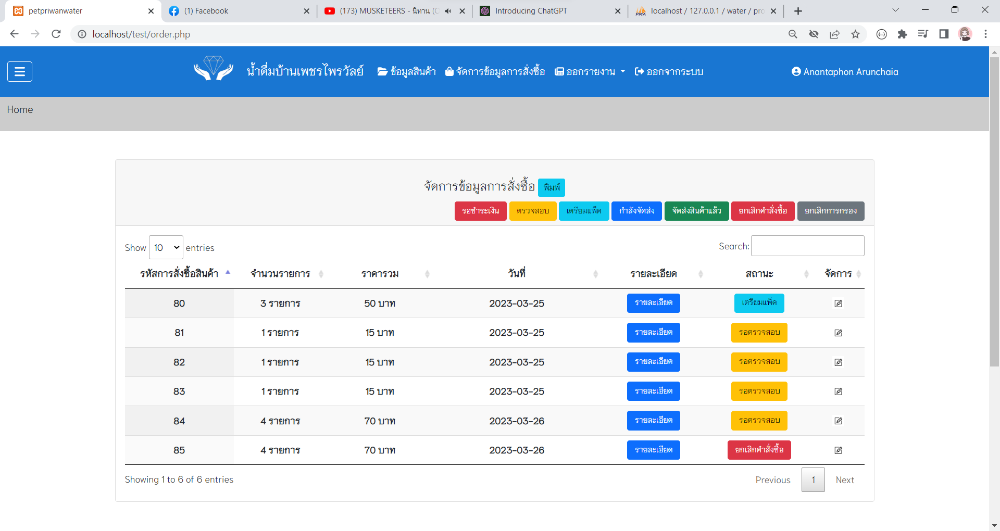 petpriwanwater
(1) Facebook
(173) MUSKETEERS - นิทาน (
Introducing ChatGPT
localhost / 127.0.0.1 / water / pro
localhost/test/order.php
น้ำดื่มบ้านเพชรไพรวัลย์
ข้อมูลสินค้า
จัดการข้อมูลการสั่งซื้อ
ออกรายงาน
ออกจากระบบ
Anantaphon Arunchaia
Home
จัดการข้อมูลการสั่งซื้อ พิมพ์
รอชำระเงิน ตรวจสอบ เตรียมแพ็ค กำลังจัดส่ง จัดส่งสินค้าแล้ว ยกเลิกคำสั่งซื้อ ยกเลิกการกรอง
Show 10 entries Search:
รหัสการสั่งซื้อสินค้า จำนวนรายการ ราคารวม วันที่ รายละเอียด สถานะ จัดการ
80 3 รายการ 50 บาท 2023-03-25 รายละเอียด เตรียมแพ็ค
81 1 รายการ 15 บาท 2023-03-25 รายละเอียด รอตรวจสอบ
82 1 รายการ 15 บาท 2023-03-25 รายละเอียด รอตรวจสอบ
83 1 รายการ 15 บาท 2023-03-25 รายละเอียด รอตรวจสอบ
84 4 รายการ 70 บาท 2023-03-26 รายละเอียด รอตรวจสอบ
85 4 รายการ 70 บาท 2023-03-26 รายละเอียด ยกเลิกคำสั่งซื้อ
Showing 1 to 6 of 6 entries Previous 1 Next